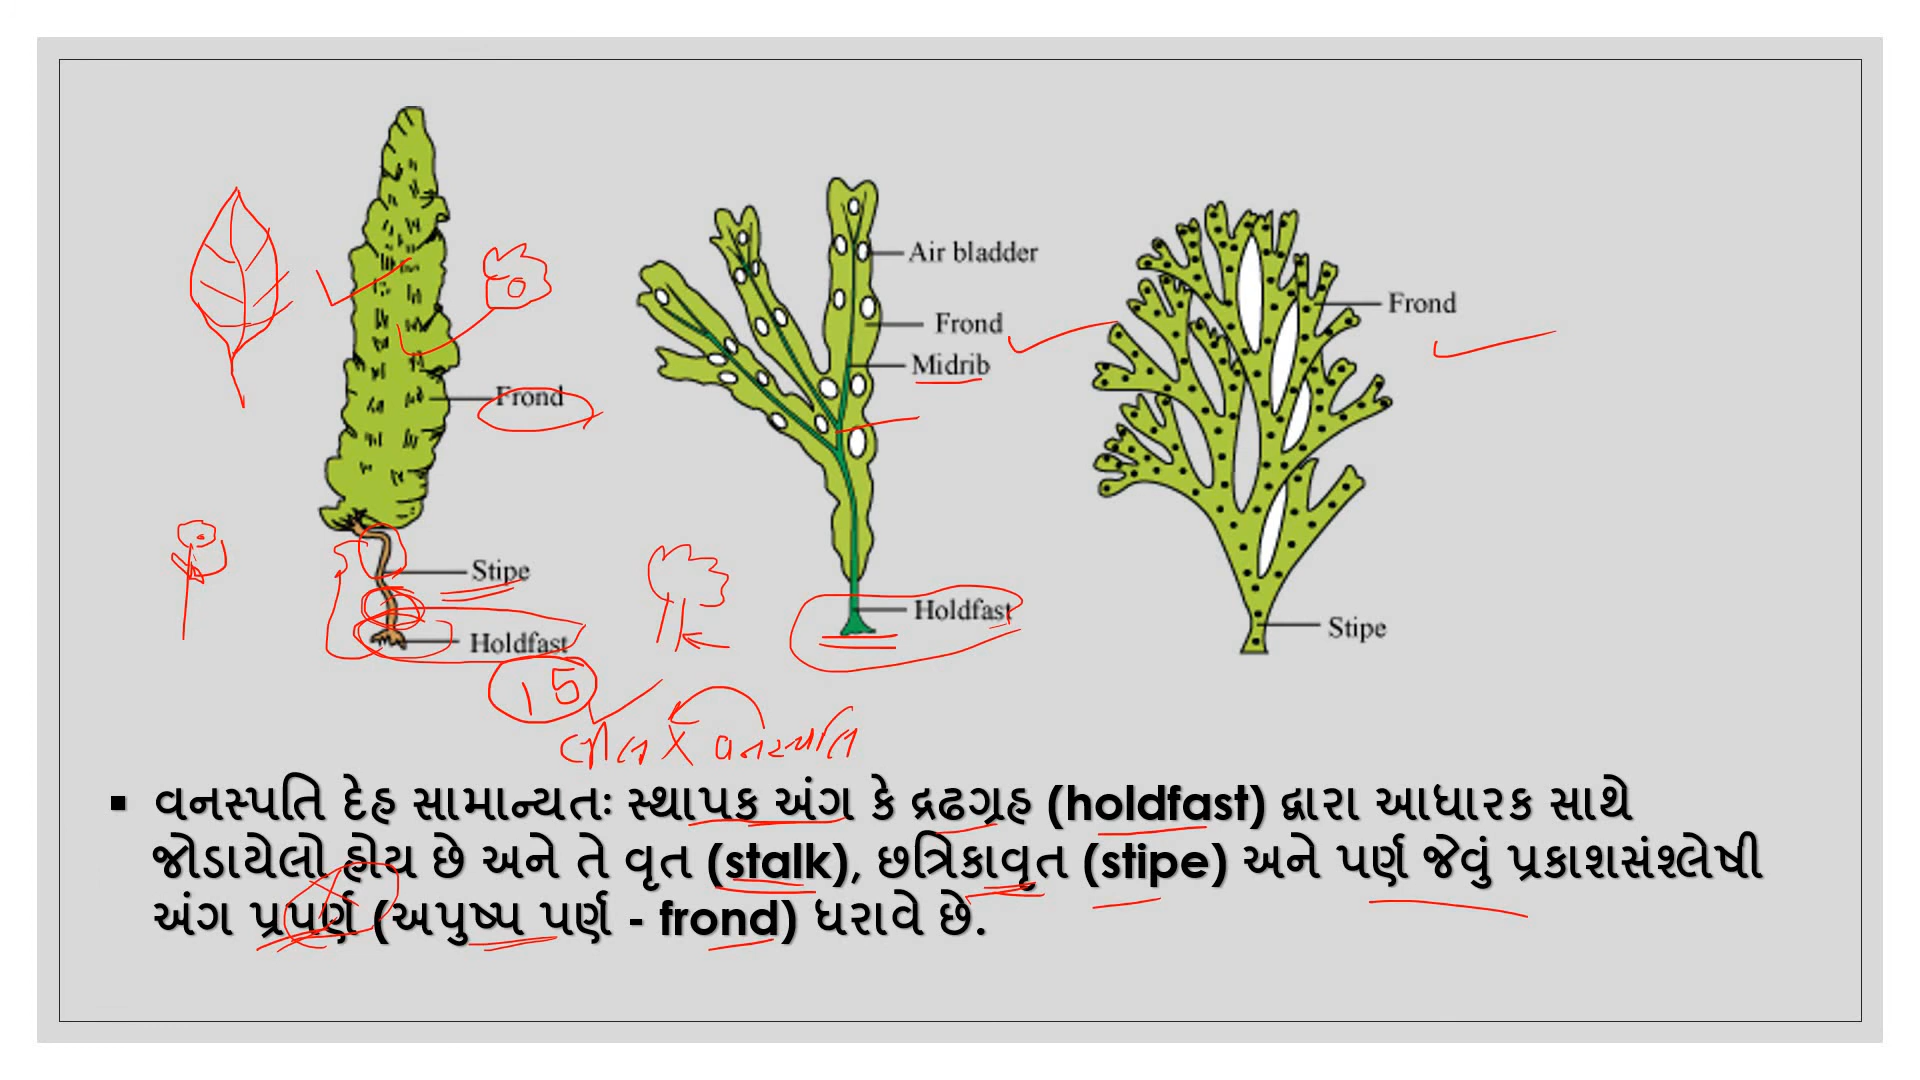 Air bladder
Frond
Frond
Midrib
Frond
Stipe
Holdfast
Holdfast
Stipe
15
લીલ X વનસ્પતિ
વનસ્પતિ દેહ સામાન્યતઃ સ્થાપક અંગ કે દ્રઢગ્રહ (holdfast) દ્વારા આધારક સાથે
જોડાયેલો હોય છે અને તે વૃત (stalk), છત્રિકાવૃત (stipe) અને પર્ણ જેવું પ્રકાશસંશ્લેષી
અંગ પ્રપર્ણ (અપુષ્પ પર્ણ - frond) ધરાવે છે.